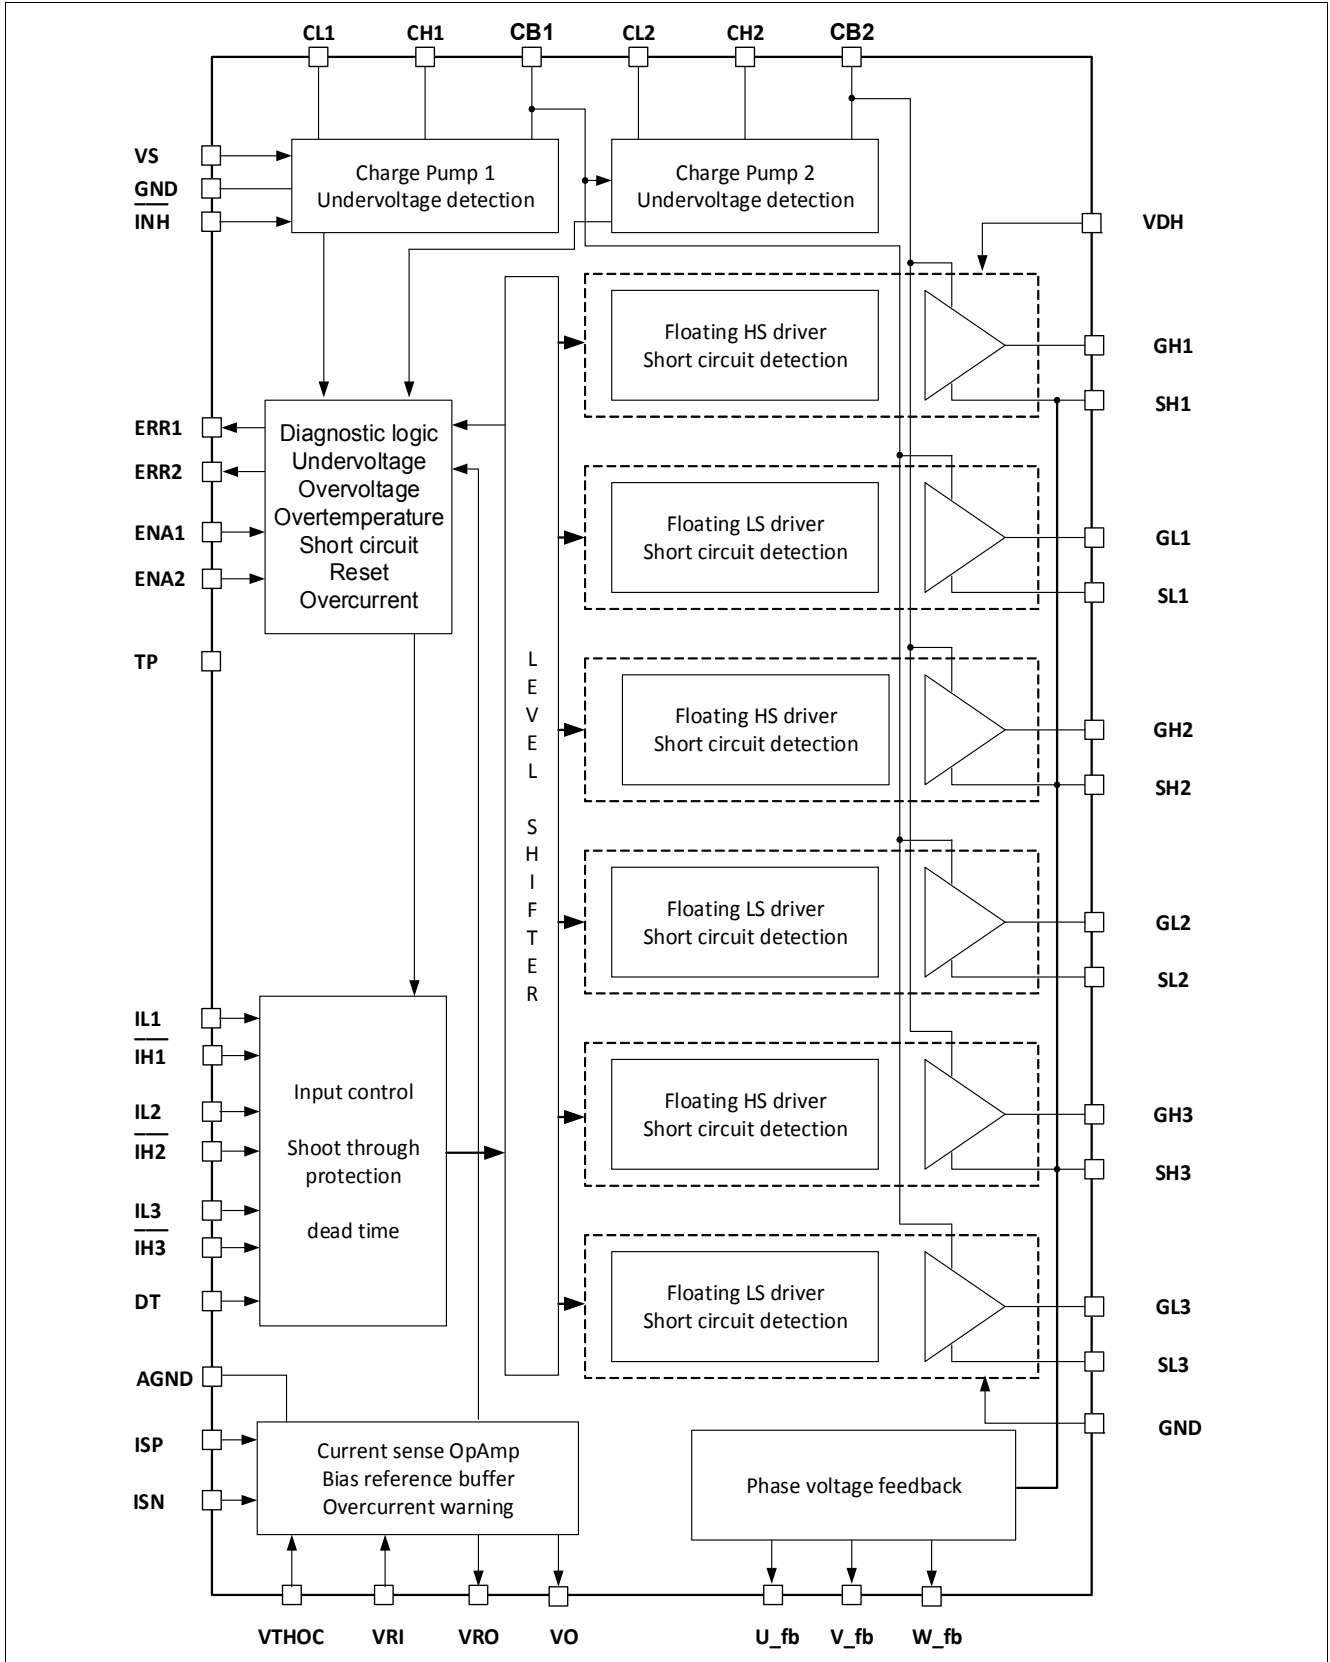 CL1 CH1 CB1 CL2 CH2 CB2
VS
GND
INH
Charge Pump 1
Undervoltage detection
Charge Pump 2
Undervoltage detection
VDH
Floating HS driver
Short circuit detection
GH1
SH1
ERR1
ERR2
ENA1
ENA2
TP
Diagnostic logic
Undervoltage
Overvoltage
Overtemperature
Short circuit
Reset
Overcurrent
Floating LS driver
Short circuit detection
GL1
SL1
LEVEL SHIFTER
Floating HS driver
Short circuit detection
GH2
SH2
Floating LS driver
Short circuit detection
GL2
SL2
IL1
IH1
IL2
IH2
IL3
IH3
DT
Input control
Shoot through
protection
dead time
Floating HS driver
Short circuit detection
GH3
SH3
Floating LS driver
Short circuit detection
GL3
SL3
AGND
ISP
ISN
Current sense OpAmp
Bias reference buffer
Overcurrent warning
Phase voltage feedback
GND
VTHOC VRI VRO VO U_fb V_fb W_fb